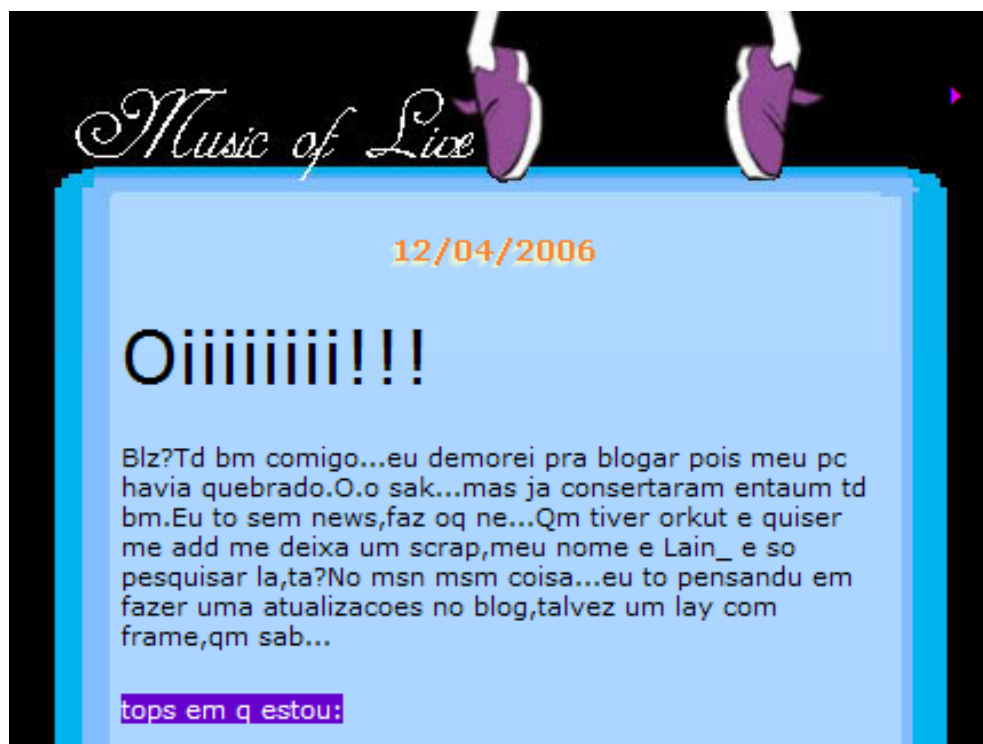 Music of Live
12/04/2006
Oiiiiiiii!!!
Blz?Td bm comigo...eu demorei pra blogar pois meu pc
havia quebrado.O.o sak...mas ja consertaram entaum td
bm.Eu to sem news,faz oq ne...Qm tiver orkut e quiser
me add me deixa um scrap,meu nome e Lain_ e so
pesquisar la,ta?No msn msm coisa...eu to pensandu em
fazer uma atualizacoes no blog,talvez um lay com
frame,qm sab...
tops em q estou: